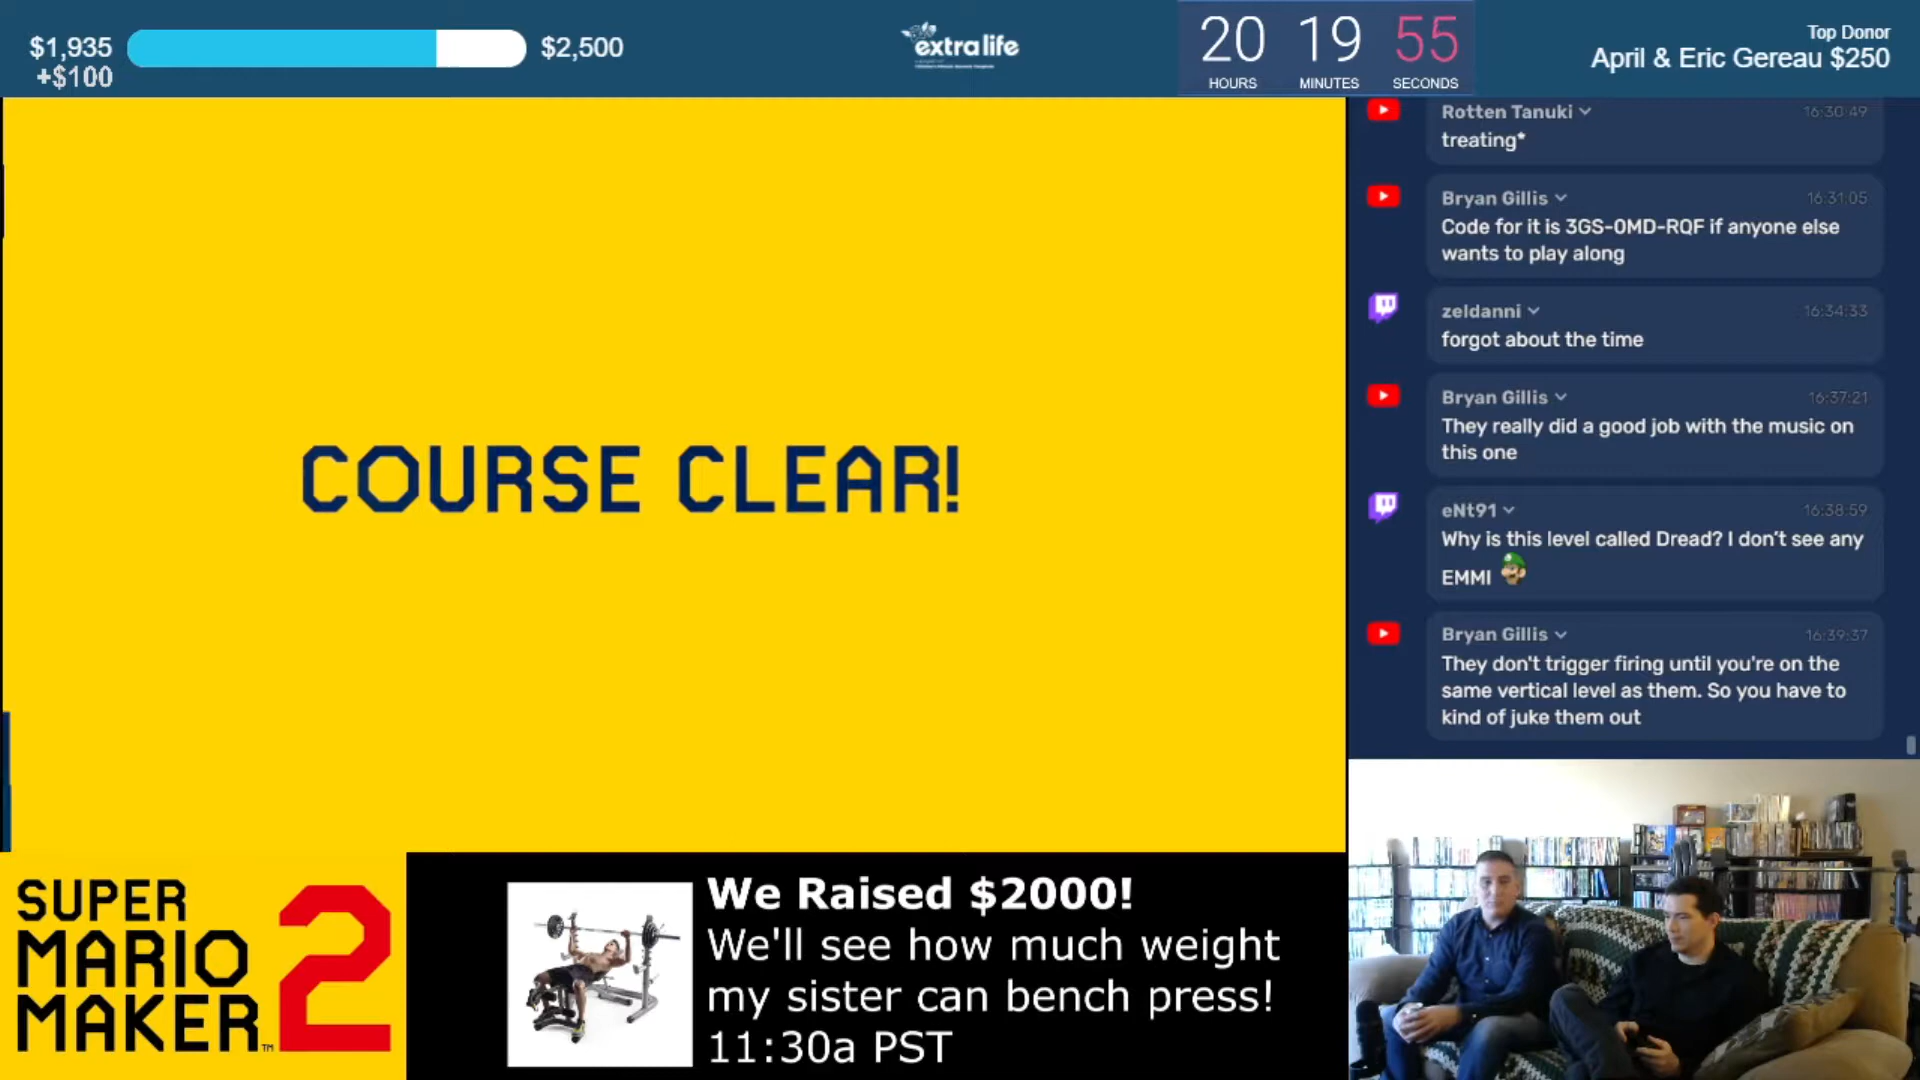 $1,935
+$100
$2,500
extralife
20 19 55
HOURS MINUTES SECONDS
Top Donor
April & Eric Gereau $250
COURSE CLEAR!
Rotten Tanuki 16:30:49
treating*
Bryan Gillis 16:31:05
Code for it is 3GS-0MD-RQF if anyone else
wants to play along
zeldanni 16:34:33
forgot about the time
Bryan Gillis 16:37:21
They really did a good job with the music on
this one
eNt91 16:38:59
Why is this level called Dread? I don't see any
EMMI
Bryan Gillis 16:39:37
They don't trigger firing until you're on the
same vertical level as them. So you have to
kind of juke them out
SUPER
MARIO
MAKER 2
TM
We Raised $2000!
We'll see how much weight
my sister can bench press!
11:30a PST